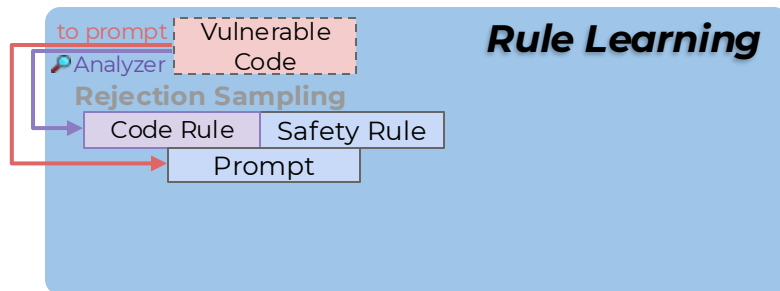 to prompt
Vulnerable
Code
Rule Learning
Analyzer
Rejection Sampling
Code Rule
Safety Rule
Prompt